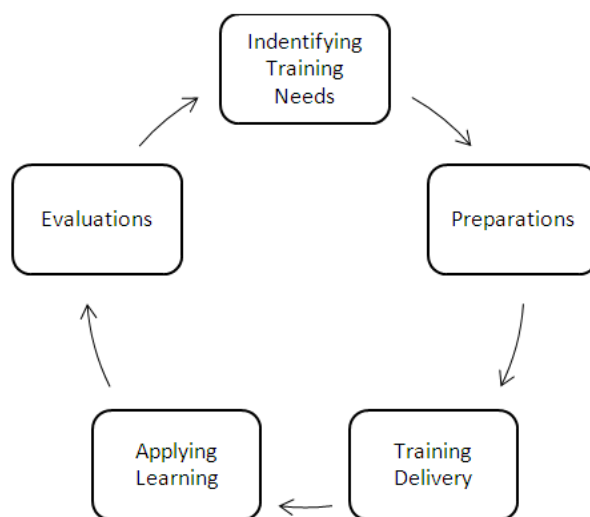 Indentifying
Training
Needs
Preparations
Training
Delivery
Applying
Learning
Evaluations